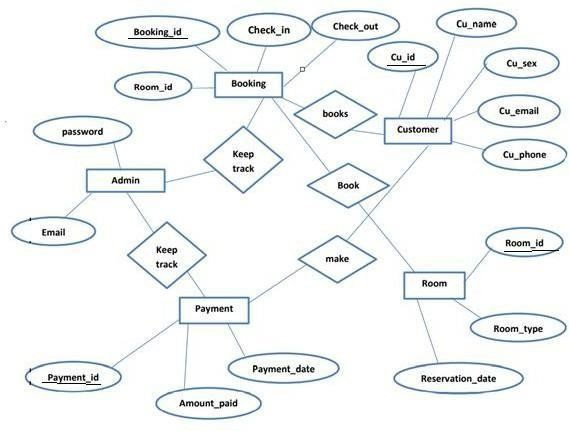 Booking_id
Check_in
Check_out
Cu_name
Cu_id
Cu_sex
Room_id
Booking
books
Customer
Cu_email
Cu_phone
password
Keep
track
Admin
Book
Email
Keep
track
make
Room_id
Room
Payment
Room_type
Payment_id
Payment_date
Reservation_date
Amount_paid